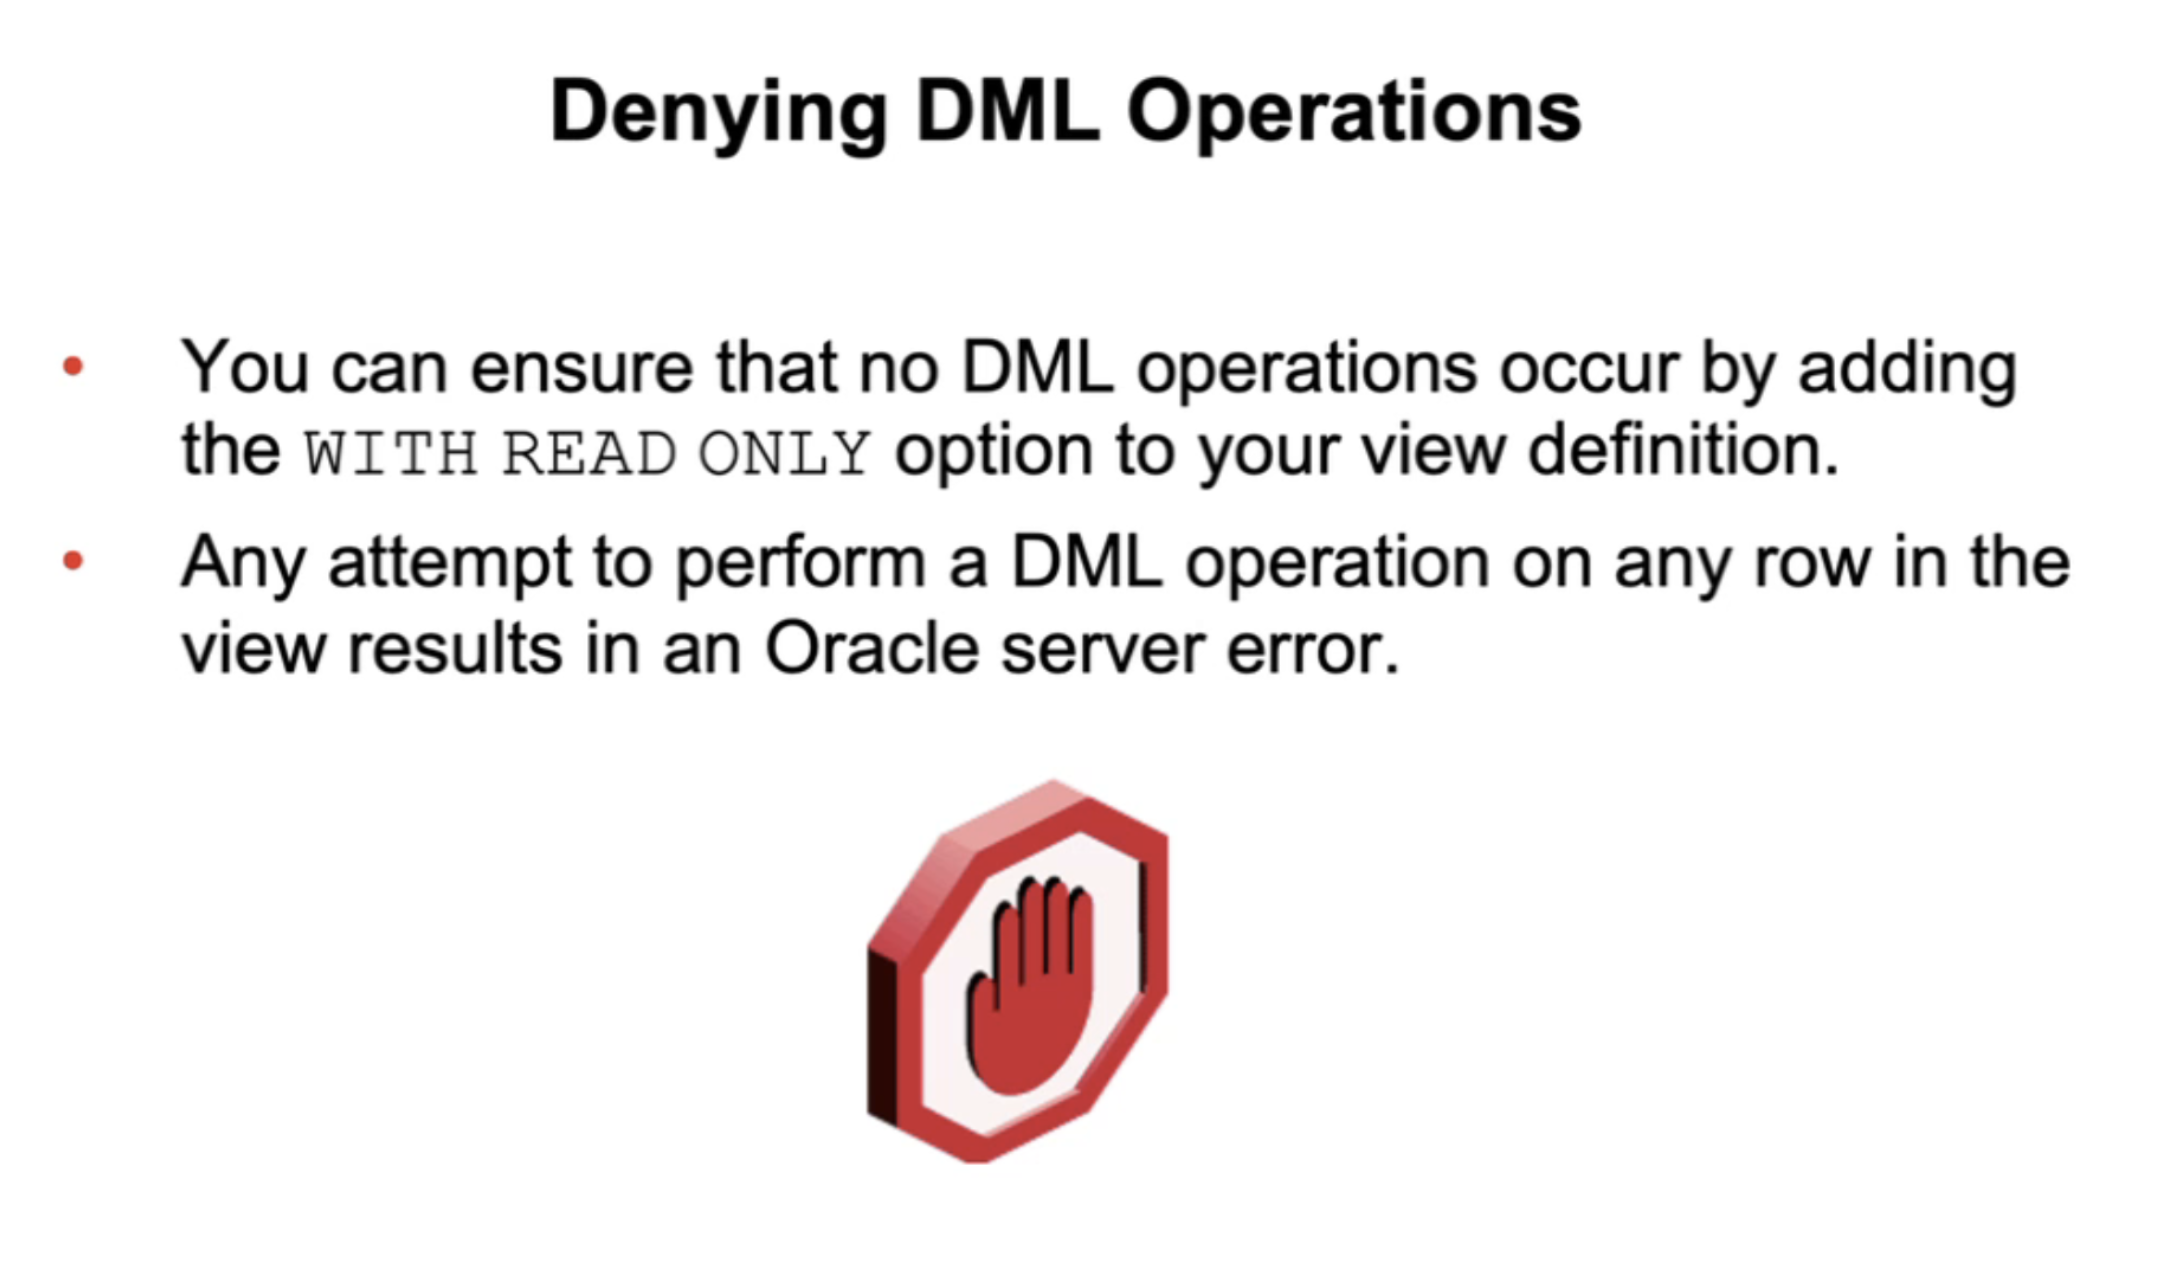 Denying DML Operations
• You can ensure that no DML operations occur by adding
the WITH READ ONLY option to your view definition.
• Any attempt to perform a DML operation on any row in the
view results in an Oracle server error.